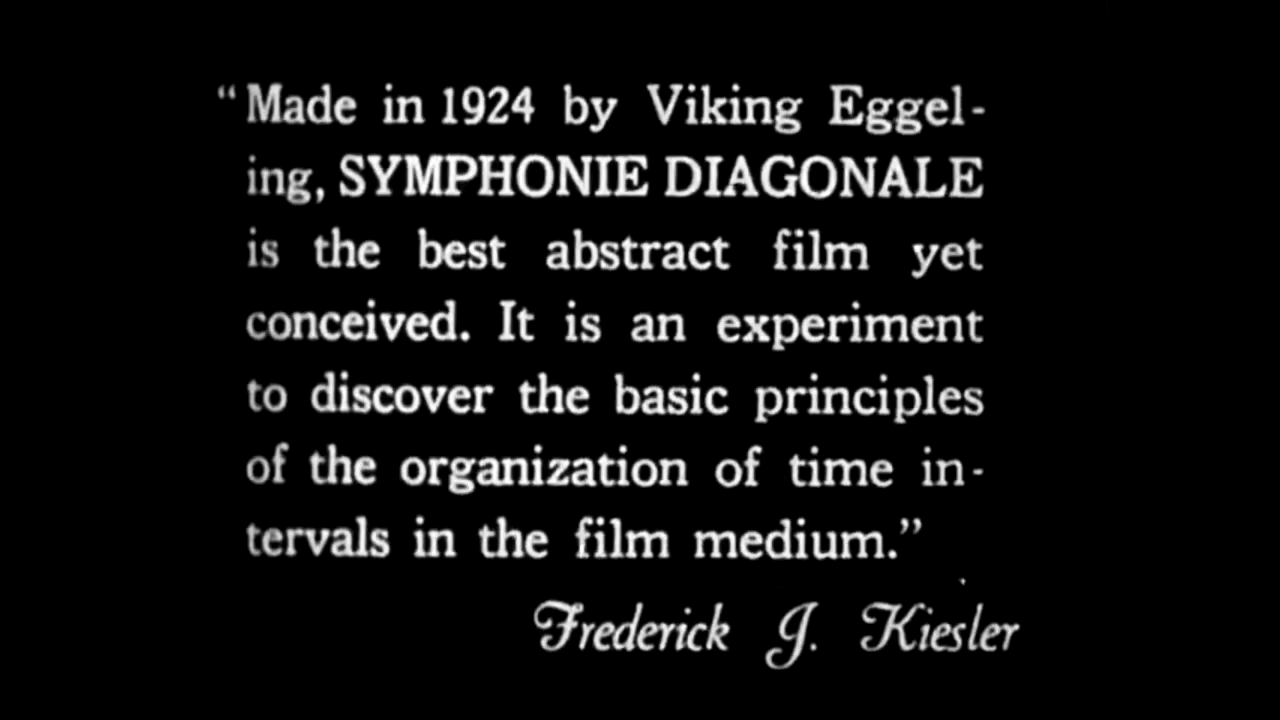 “Made in 1924 by Viking Eggel-
ing, SYMPHONIE DIAGONALE
is the best abstract film yet
conceived. It is an experiment
to discover the basic principles
of the organization of time in-
tervals in the film medium.”
Frederick J. Kiesler